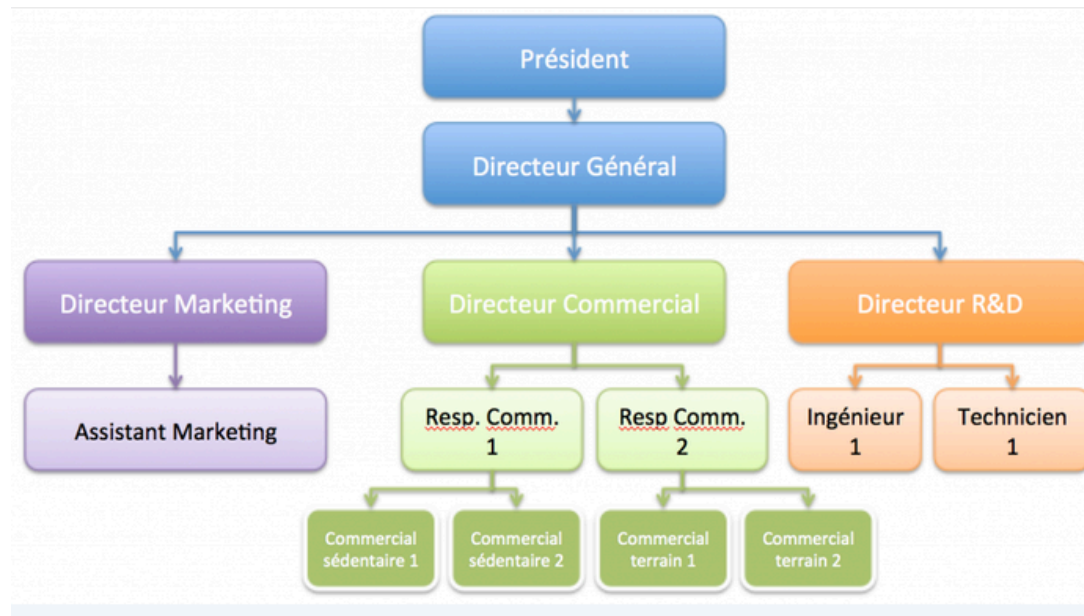 Président
Directeur Général
Directeur Marketing
Directeur Commercial
Directeur R&D
Assistant Marketing
Resp. Comm.
1
Resp Comm.
2
Ingénieur
1
Technicien
1
Commercial
sédentaire 1
Commercial
sédentaire 2
Commercial
terrain 1
Commercial
terrain 2